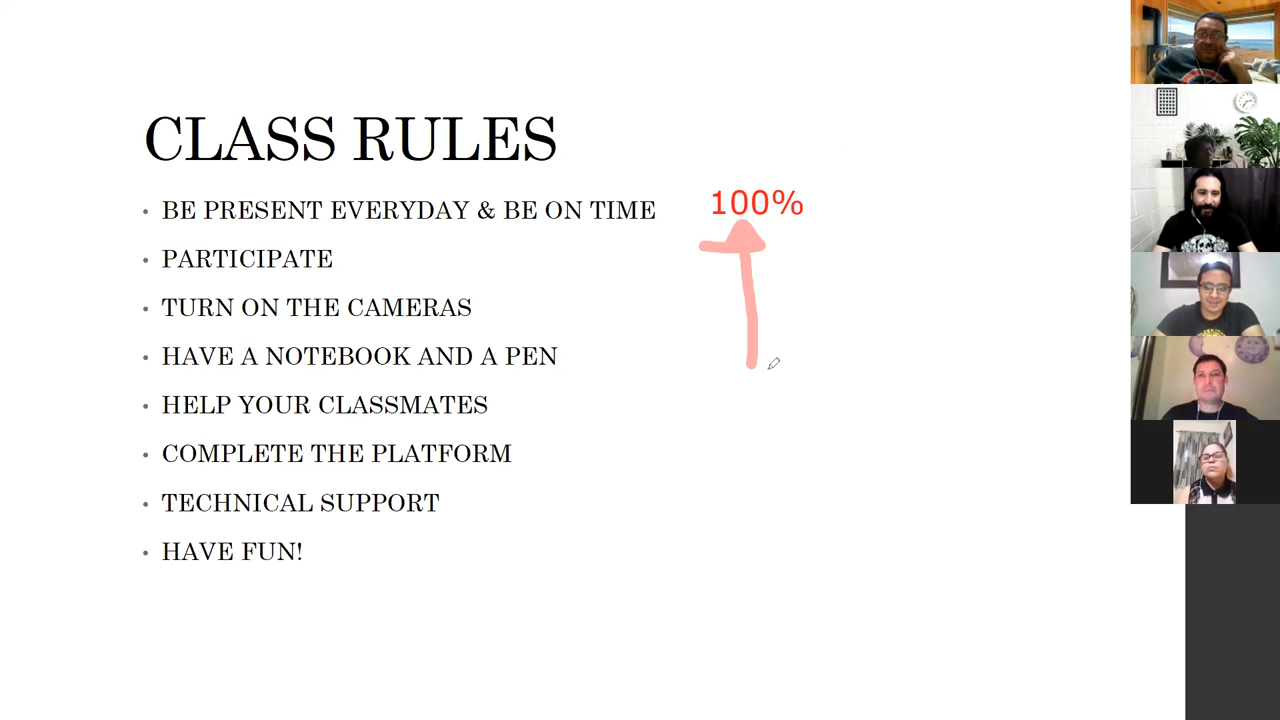 CLASS RULES
• BE PRESENT EVERYDAY & BE ON TIME 100%
• PARTICIPATE
• TURN ON THE CAMERAS
• HAVE A NOTEBOOK AND A PEN
• HELP YOUR CLASSMATES
• COMPLETE THE PLATFORM
• TECHNICAL SUPPORT
• HAVE FUN!